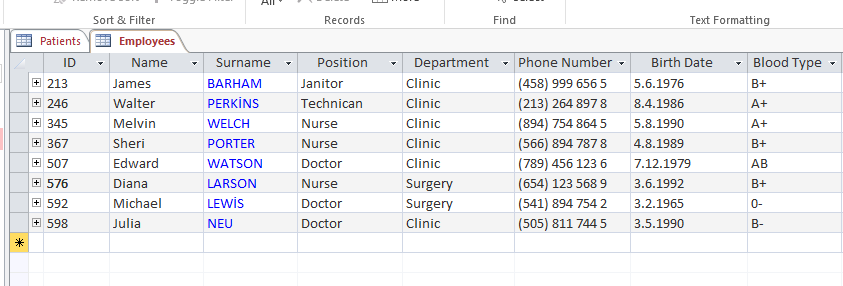 All
Sort & Filter Records Find Text Formatting
Patients Employees
ID Name Surname Position Department Phone Number Birth Date Blood Type
213 James BARHAM Janitor Clinic (458) 999 656 5 5.6.1976 B+
246 Walter PERKİNS Technican Clinic (213) 264 897 8 8.4.1986 A+
345 Melvin WELCH Nurse Clinic (894) 754 864 5 5.8.1990 A+
367 Sheri PORTER Nurse Clinic (566) 894 787 8 4.8.1989 B+
507 Edward WATSON Doctor Clinic (789) 456 123 6 7.12.1979 AB
576 Diana LARSON Nurse Surgery (654) 123 568 9 3.6.1992 B+
592 Michael LEWİS Doctor Surgery (541) 894 754 2 3.2.1965 0-
598 Julia NEU Doctor Clinic (505) 811 744 5 3.5.1990 B-